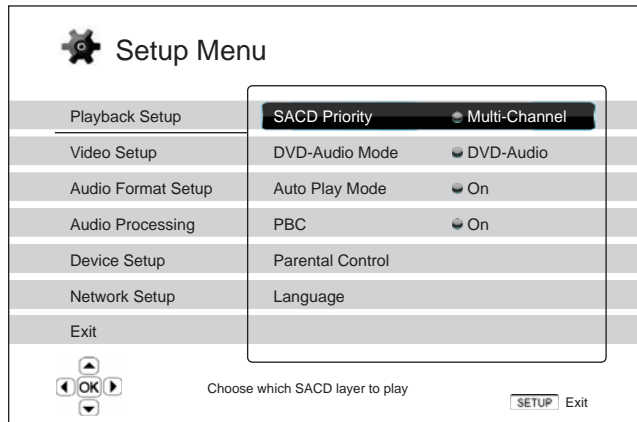 Setup Menu
Playback Setup SACD Priority Multi-Channel
Video Setup DVD-Audio Mode DVD-Audio
Audio Format Setup Auto Play Mode On
Audio Processing PBC On
Device Setup Parental Control
Network Setup Language
Exit
OK
Choose which SACD layer to play
SETUP Exit